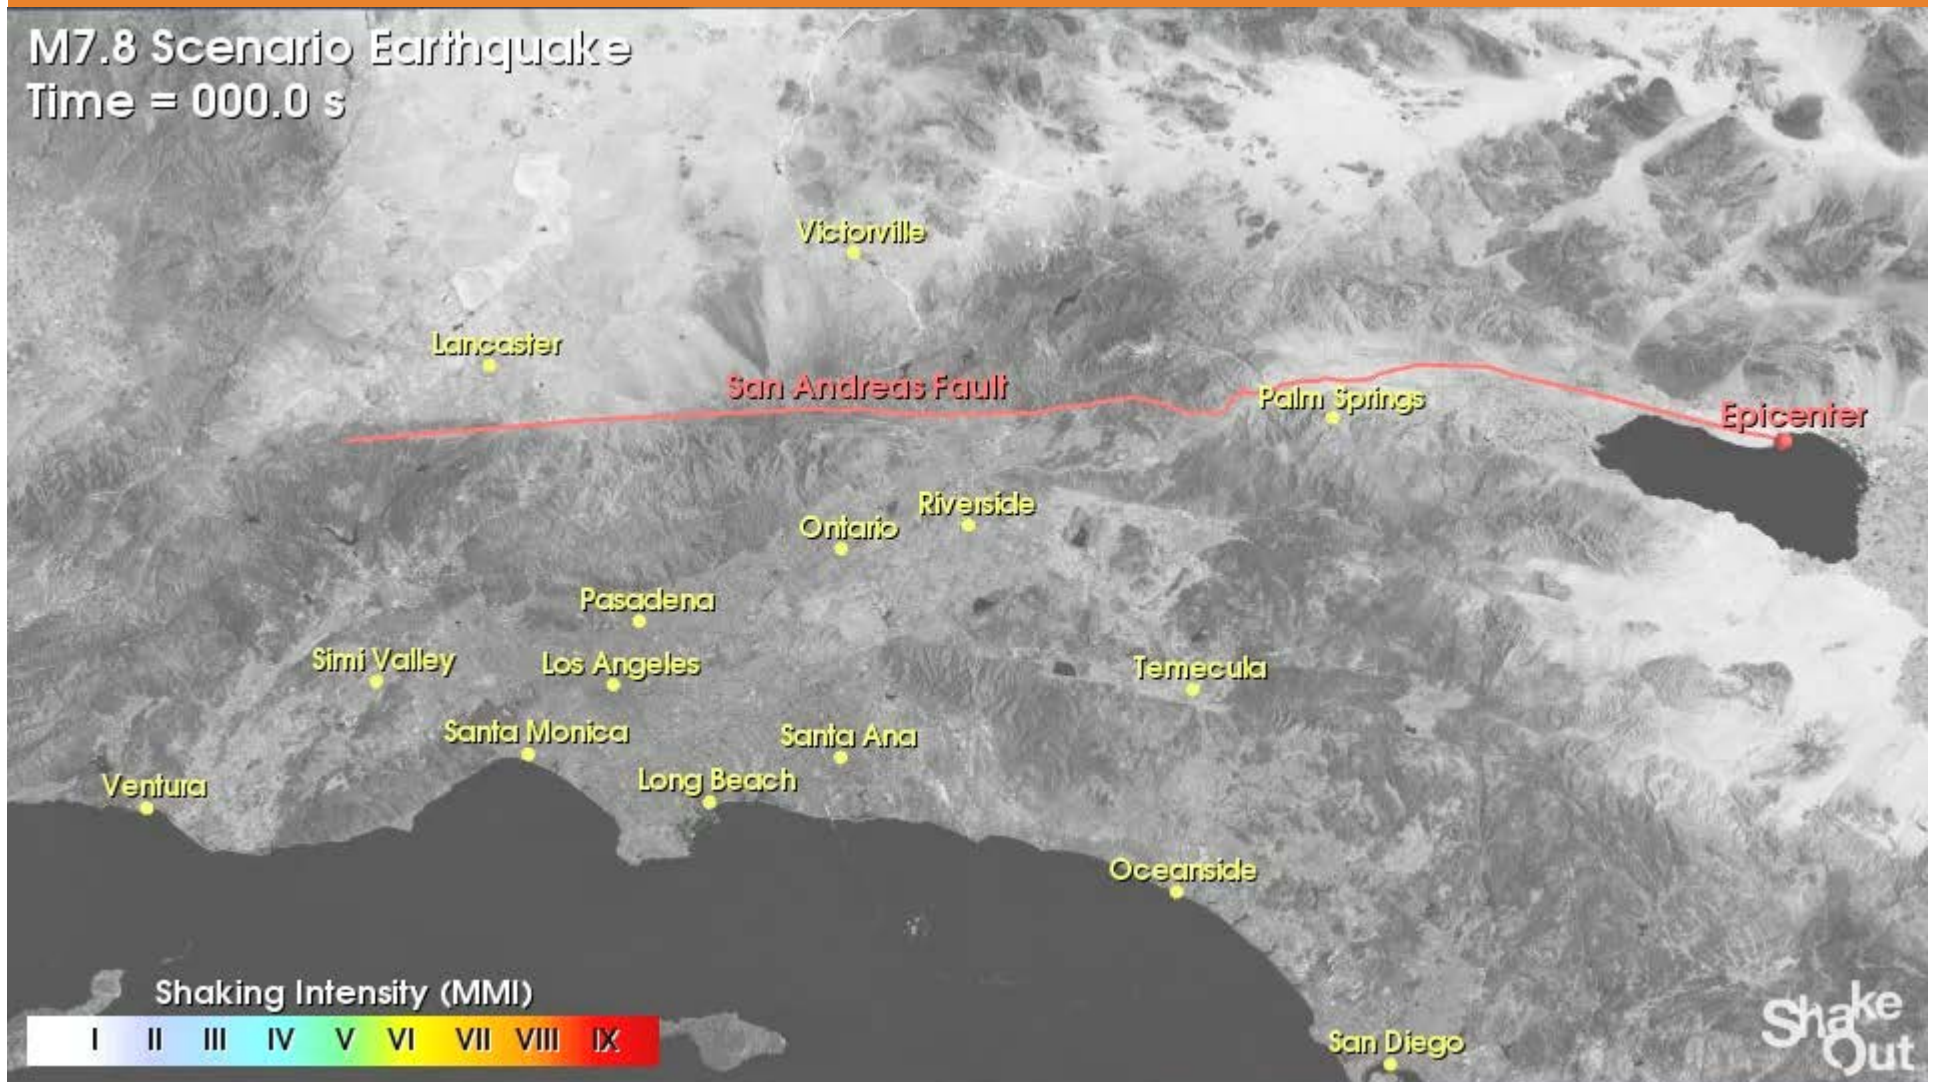 M7.8 Scenario Earthquake
Time = 000.0 s
Victorville
Lancaster
San Andreas Fault
Palm Springs
Epicenter
Riverside
Ontario
Pasadena
Simi Valley
Los Angeles
Temecula
Santa Monica
Santa Ana
Ventura
Long Beach
Oceanside
Shaking Intensity (MMI)
I II III IV V VI VII VIII IX
San Diego
Shake
Out